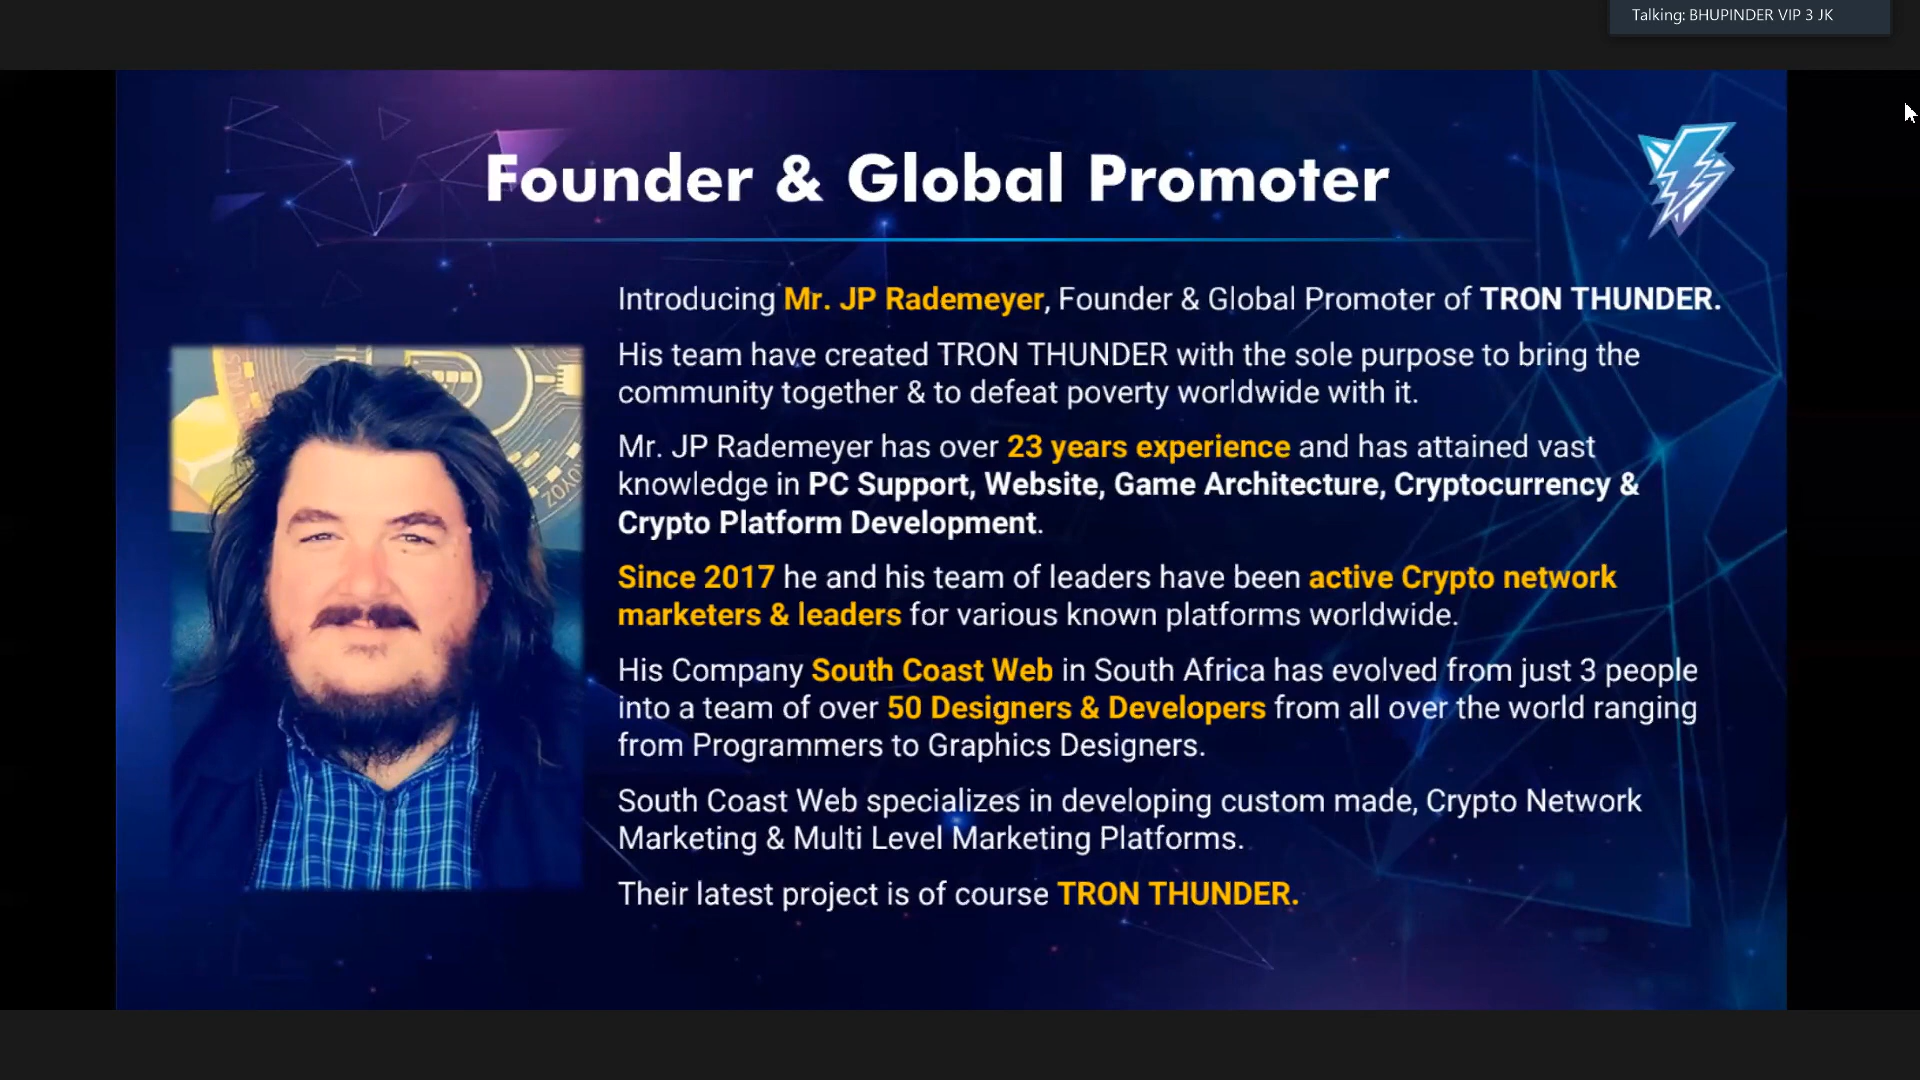 Talking: BHUPINDER VIP 3 JK
Founder & Global Promoter
Introducing Mr. JP Rademeyer, Founder & Global Promoter of TRON THUNDER.
His team have created TRON THUNDER with the sole purpose to bring the
community together & to defeat poverty worldwide with it.
Mr. JP Rademeyer has over 23 years experience and has attained vast
knowledge in PC Support, Website, Game Architecture, Cryptocurrency &
Crypto Platform Development.
Since 2017 he and his team of leaders have been active Crypto network
marketers & leaders for various known platforms worldwide.
His Company South Coast Web in South Africa has evolved from just 3 people
into a team of over 50 Designers & Developers from all over the world ranging
from Programmers to Graphics Designers.
South Coast Web specializes in developing custom made, Crypto Network
Marketing & Multi Level Marketing Platforms.
Their latest project is of course TRON THUNDER.